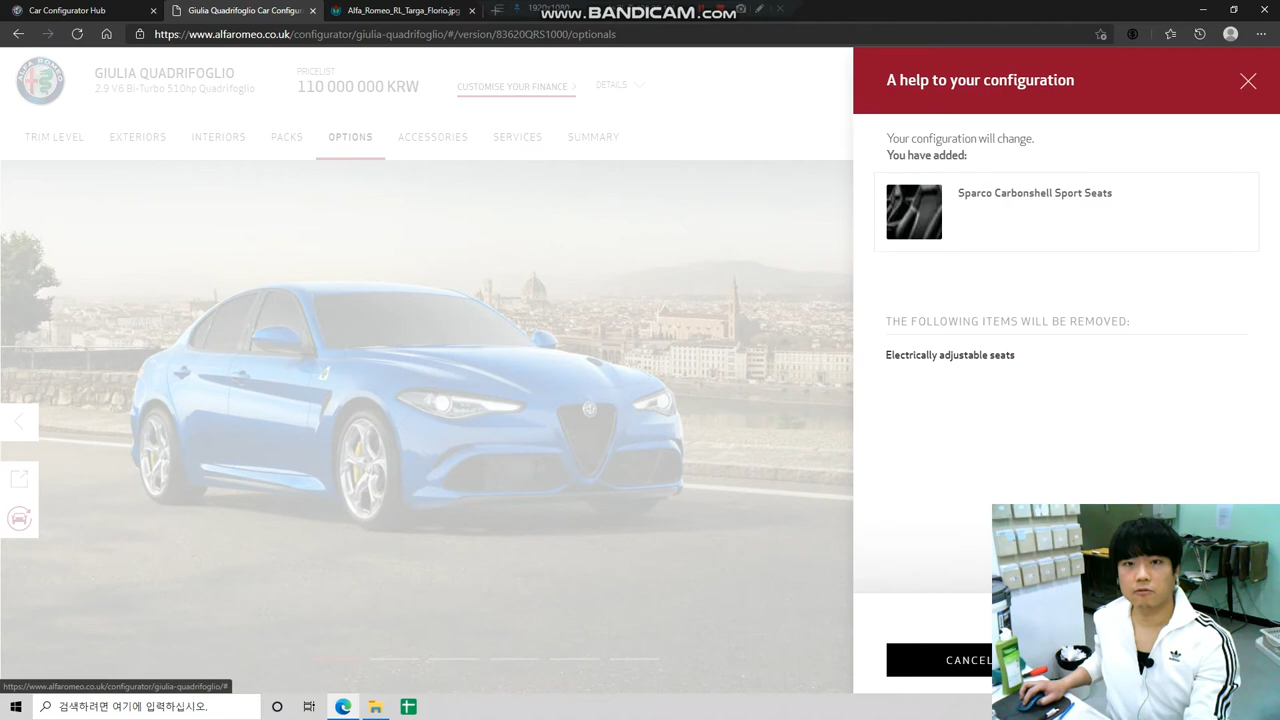 Car Configurator Hub
Giulia Quadrifoglio Car Configur
Alfa_Romeo_RL_Targa_Florio.jpg
1920×1080
www.BANDICAM.com
https://www.alfaromeo.co.uk/configurator/giulia-quadrifoglio/#/version/83620QRS1000/optionals
GIULIA QUADRIFOGLIO
2.9 V6 BI-Turbo 510hp Quadrifoglio
PRICELIST
110 000 000 KRW
CUSTOMISE YOUR FINANCE >
DETAILS
TRIM LEVEL EXTERIORS INTERIORS PACKS OPTIONS ACCESSORIES SERVICES SUMMARY
A help to your configuration
Your configuration will change.
You have added:
Sparco Carbonshell Sport Seats
THE FOLLOWING ITEMS WILL BE REMOVED:
Electrically adjustable seats
CANCEL
https://www.alfaromeo.co.uk/configurator/giulia-quadrifoglio/#
검색하려면 여기에 입력하십시오.